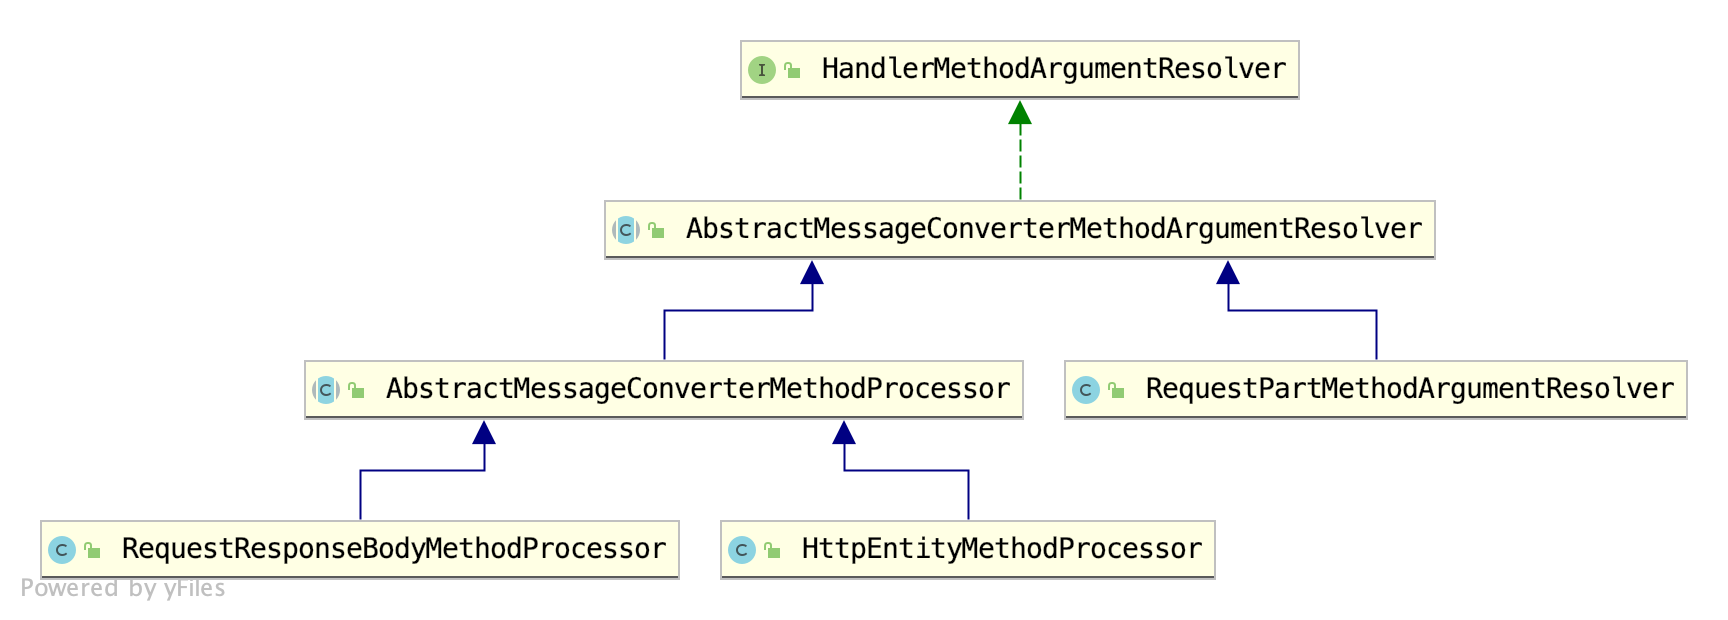 I HandlerMethodArgumentResolver
C AbstractMessageConverterMethodArgumentResolver
C AbstractMessageConverterMethodProcessor
C RequestPartMethodArgumentResolver
C RequestResponseBodyMethodProcessor
C HttpEntityMethodProcessor
Powered by yFiles